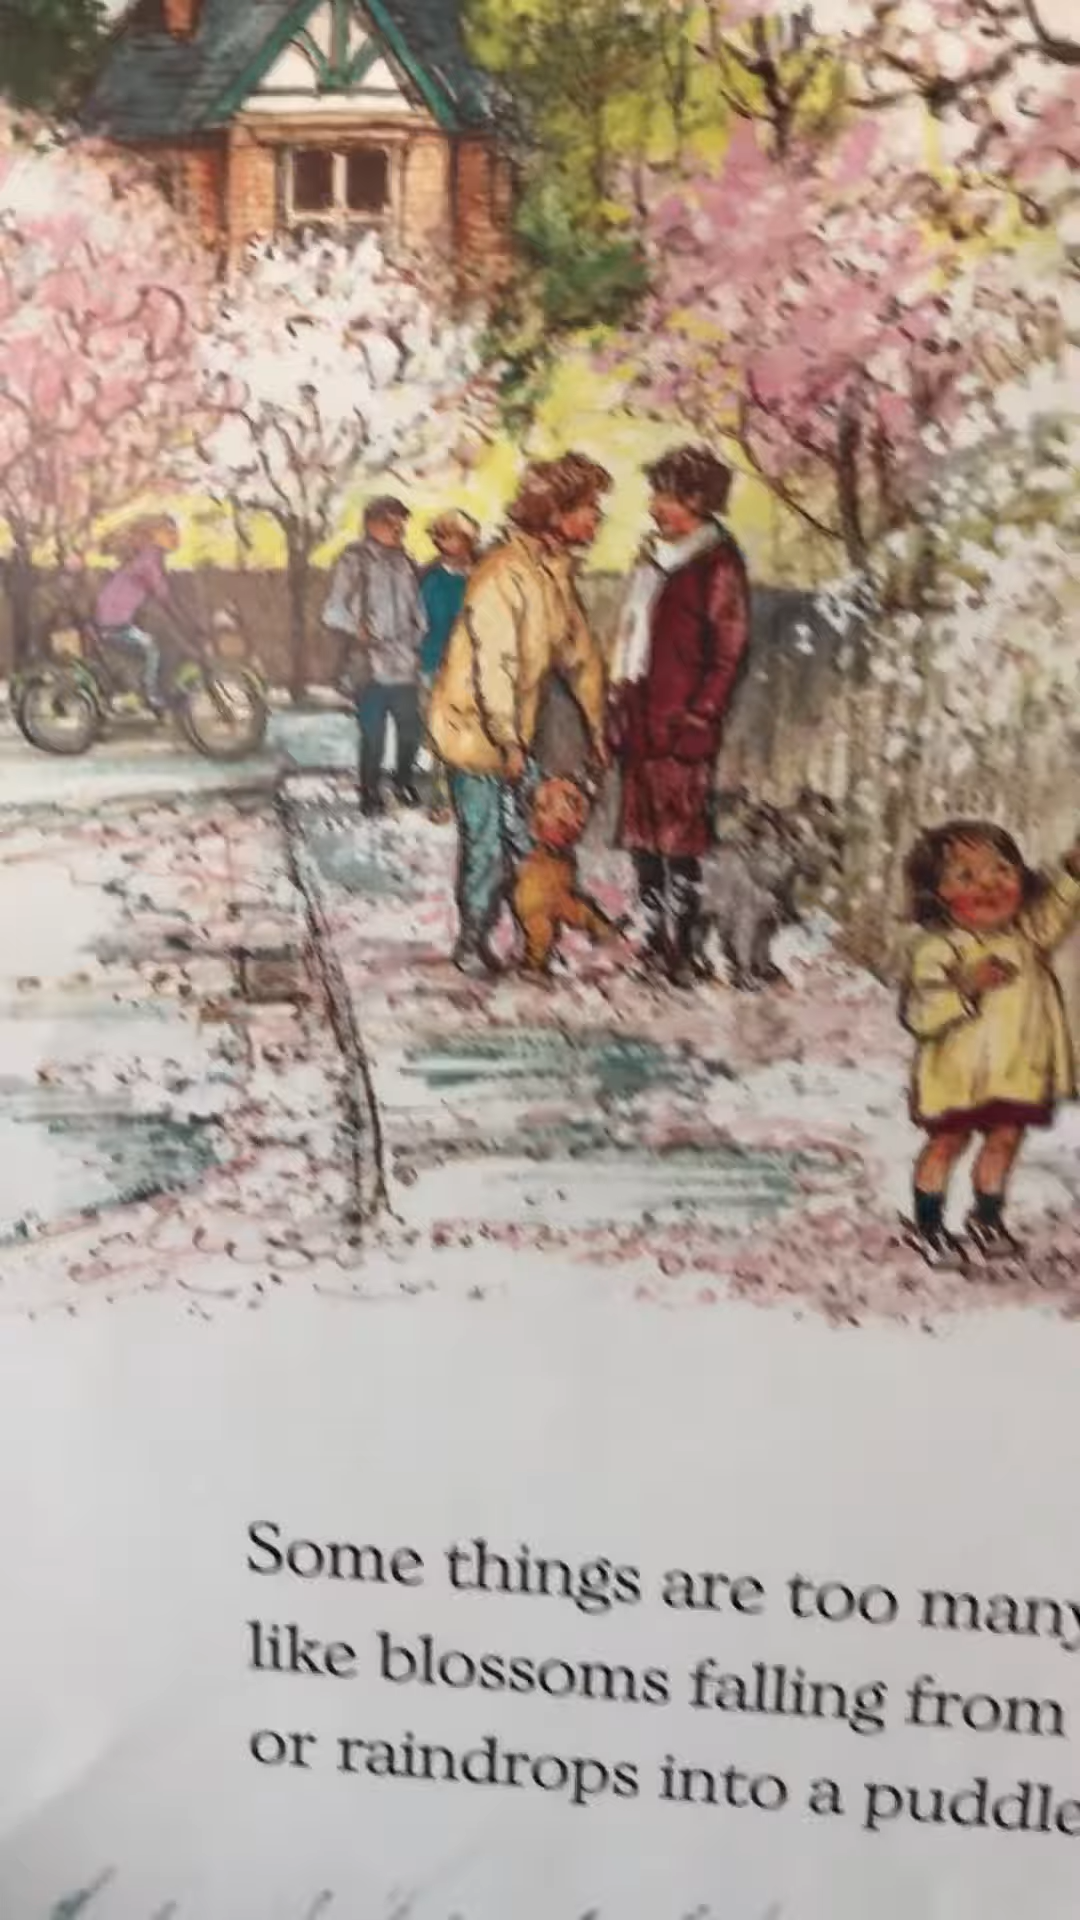 Some things are too many
like blossoms falling from
or raindrops into a puddle